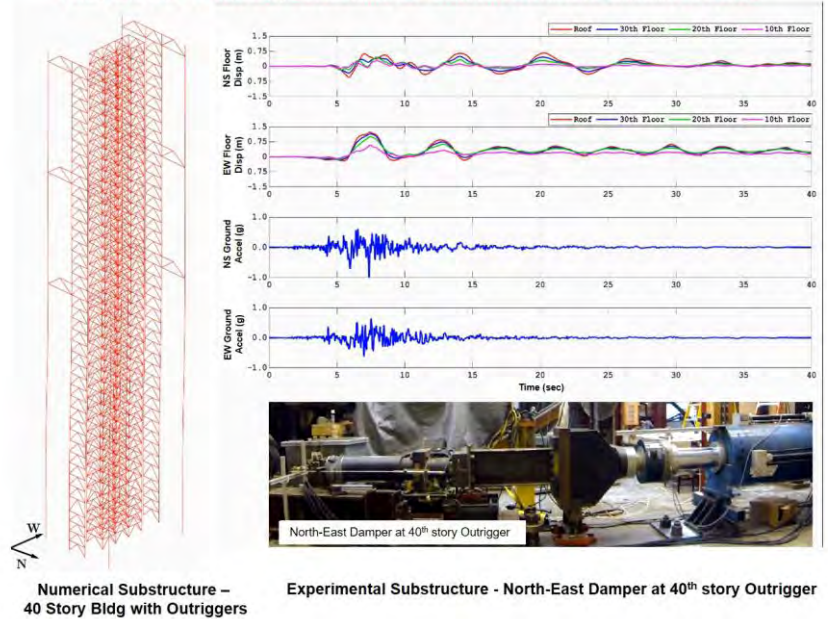 1.5
Roof 30th Floor 20th Floor 10th Floor
0.75
0
0.75
-1.5
NS Floor
Disp (m)
0 5 10 15 20 25 30 35 40
1.5
Roof 30th Floor 20th Floor 10th Floor
0.75
0
0.75
-1.5
EW Floor
Disp (m)
0 5 10 15 20 25 30 35 40
1.0
0.0
-1.0
NS Ground
Accel (g)
0 5 10 15 20 25 30 35 40
1.0
0.0
-1.0
EW Ground
Accel (g)
0 5 10 15 20 25 30 35 40
Time (sec)
W
N
North-East Damper at 40th story Outrigger
Numerical Substructure –
40 Story Bldg with Outriggers
Experimental Substructure - North-East Damper at 40th story Outrigger